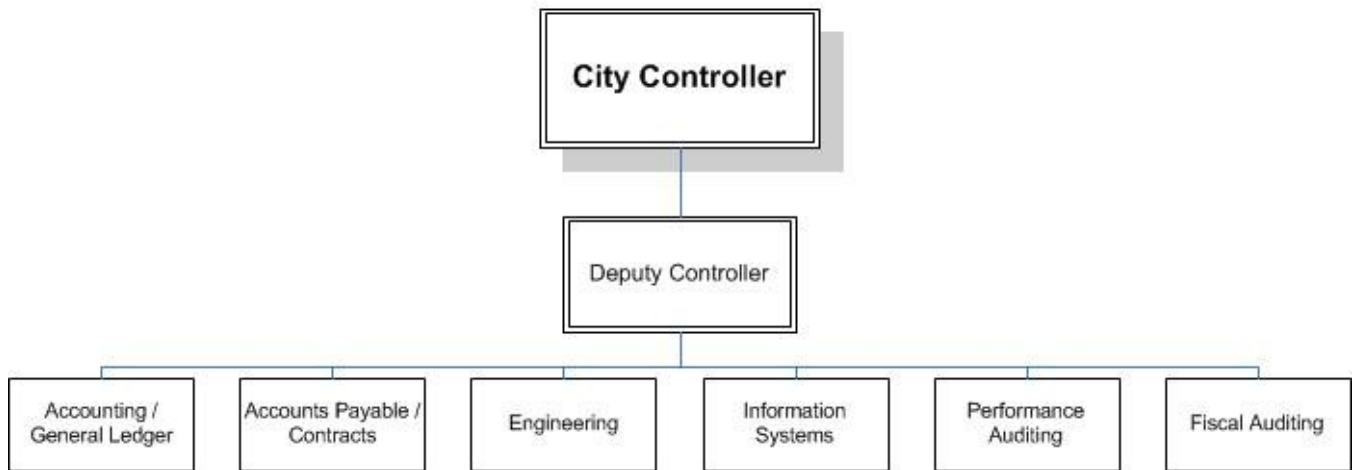 City Controller
Deputy Controller
Accounting /
General Ledger
Accounts Payable /
Contracts
Engineering
Information
Systems
Performance
Auditing
Fiscal Auditing